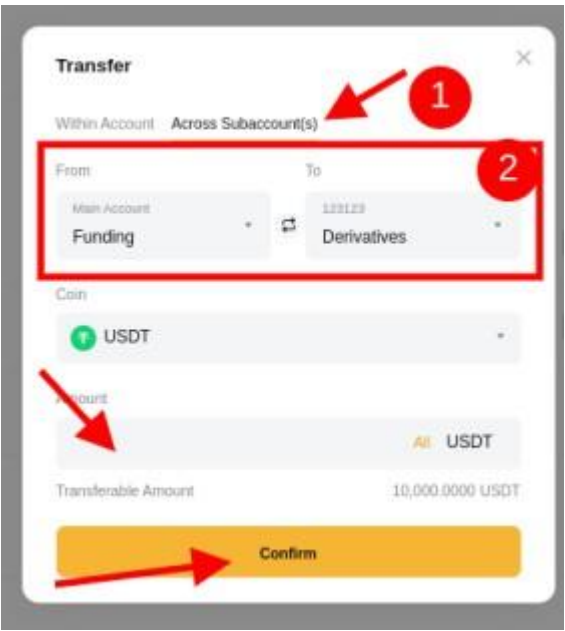 Transfer
1
Within Account Across Subaccount(s)
2
From To
Main Account 123123
Funding Derivatives
Coin
USDT
Amount
All USDT
Transferable Amount 10,000.0000 USDT
Confirm